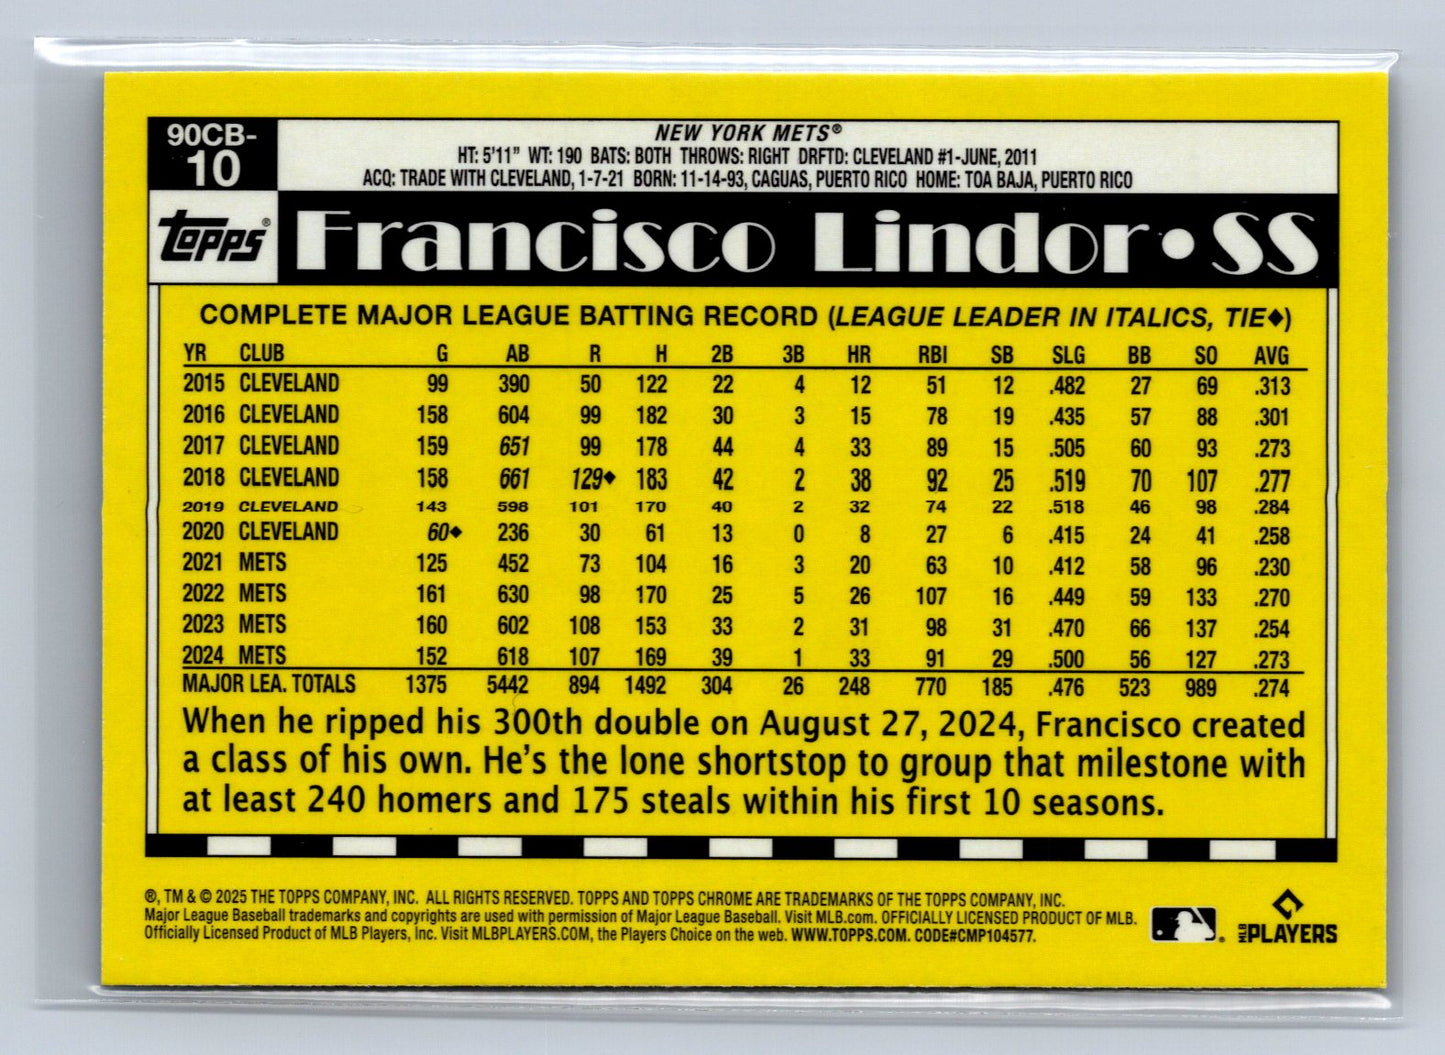 90CB-
10
NEW YORK METS®
HT: 5'11" WT: 190 BATS: BOTH THROWS: RIGHT DRFTD: CLEVELAND #1-JUNE, 2011
ACQ: TRADE WITH CLEVELAND, 1-7-21 BORN: 11-14-93, CAGUAS, PUERTO RICO HOME: TOA BAJA, PUERTO RICO
topps® Francisco Lindor • SS
COMPLETE MAJOR LEAGUE BATTING RECORD (LEAGUE LEADER IN ITALICS, TIE◆)
YR CLUB G AB R H 2B 3B HR RBI SB SLG BB SO AVG
2015 CLEVELAND 99 390 50 122 22 4 12 51 12 .482 27 69 .313
2016 CLEVELAND 158 604 99 182 30 3 15 78 19 .435 57 88 .301
2017 CLEVELAND 159 651 99 178 44 4 33 89 15 .505 60 93 .273
2018 CLEVELAND 158 661 129◆ 183 42 2 38 92 25 .519 70 107 .277
2019 CLEVELAND 143 598 101 170 40 2 32 74 22 .518 46 98 .284
2020 CLEVELAND 60◆ 236 30 61 13 0 8 27 6 .415 24 41 .258
2021 METS 125 452 73 104 16 3 20 63 10 .412 58 96 .230
2022 METS 161 630 98 170 25 5 26 107 16 .449 59 133 .270
2023 METS 160 602 108 153 33 2 31 98 31 .470 66 137 .254
2024 METS 152 618 107 169 39 1 33 91 29 .500 56 127 .273
MAJOR LEA. TOTALS 1375 5442 894 1492 304 26 248 770 185 .476 523 989 .274
When he ripped his 300th double on August 27, 2024, Francisco created
a class of his own. He's the lone shortstop to group that milestone with
at least 240 homers and 175 steals within his first 10 seasons.
®, TM & © 2025 THE TOPPS COMPANY, INC. ALL RIGHTS RESERVED. TOPPS AND TOPPS CHROME ARE TRADEMARKS OF THE TOPPS COMPANY, INC.
Major League Baseball trademarks and copyrights are used with permission of Major League Baseball. Visit MLB.com. OFFICIALLY LICENSED PRODUCT OF MLB.
Officially Licensed Product of MLB Players, Inc. Visit MLBPLAYERS.COM, the Players Choice on the web. WWW.TOPPS.COM. CODE#CMP104577.
MLB PLAYERS